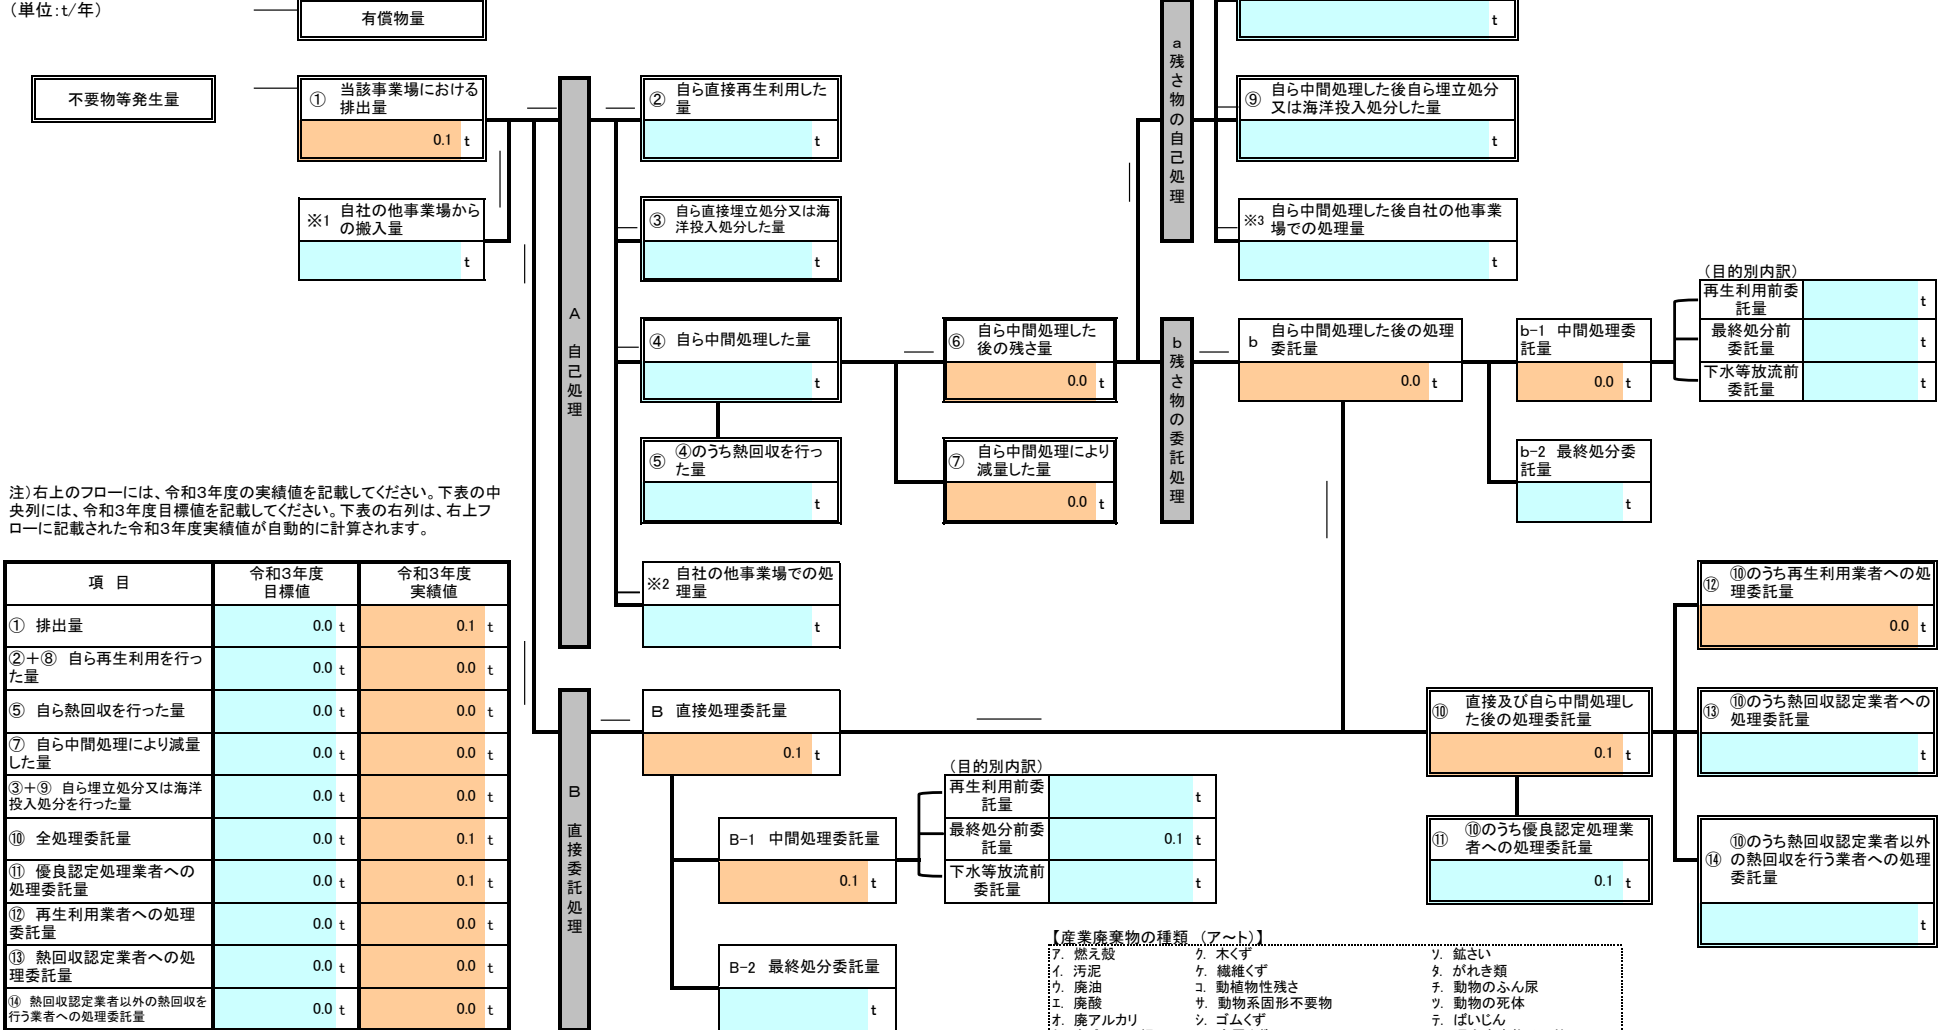 （単位:t/年）
有償物量
t
不要物等発生量
①
当該事業場における
排出量
0.1 t
※1
自社の他事業場から
の搬入量
t
A
自
己
処
理
②
自ら直接再生利用した
量
t
③
自ら直接埋立処分又は海
洋投入処分した量
t
④ 自ら中間処理した量
t
⑤
④のうち熱回収を行っ
た量
t
※2
自社の他事業場での処
理量
t
⑥
自ら中間処理した
後の残さ量
0.0 t
⑦
自ら中間処理により
減量した量
0.0 t
a
残
さ
物
の
自
己
処
理
⑨
自ら中間処理した後自ら埋立処分
又は海洋投入処分した量
t
※3
自ら中間処理した後自社の他事業
場での処理量
t
b
残
さ
物
の
委
託
処
理
b
自ら中間処理した後の処理
委託量
0.0 t
b-1 中間処理委
託量
0.0 t
b-2 最終処分委
託量
t
（目的別内訳）
再生利用前委
託量
t
最終処分前
委託量
t
下水等放流前
委託量
t
注）右上のフローには、令和3年度の実績値を記載してください。下表の中
央列には、令和3年度目標値を記載してください。下表の右列は、右上フ
ローに記載された令和3年度実績値が自動的に計算されます。
項 目
令和3年度
目標値
令和3年度
実績値
① 排出量 0.0 t 0.1 t
②＋⑧ 自ら再生利用を行っ
た量
0.0 t 0.0 t
⑤ 自ら熱回収を行った量 0.0 t 0.0 t
⑦ 自ら中間処理により減量
した量
0.0 t 0.0 t
③＋⑨ 自ら埋立処分又は海洋
投入処分を行った量
0.0 t 0.0 t
⑩ 全処理委託量 0.0 t 0.1 t
⑪ 優良認定処理業者への
処理委託量
0.0 t 0.1 t
⑫ 再生利用業者への処理
委託量
0.0 t 0.0 t
⑬ 熱回収認定業者への処
理委託量
0.0 t 0.0 t
⑭ 熱回収認定業者以外の熱回収を
行う業者への処理委託量
0.0 t 0.0 t
B
直
接
委
託
処
理
B 直接処理委託量
0.1 t
B-1 中間処理委託量
0.1 t
B-2 最終処分委託量
t
（目的別内訳）
再生利用前委
託量
t
最終処分前委
託量
0.1 t
下水等放流前
委託量
t
⑩
直接及び自ら中間処理し
た後の処理委託量
0.1 t
⑪
⑩のうち優良認定処理業
者への処理委託量
0.1 t
⑫
⑩のうち再生利用業者への処
理委託量
0.0 t
⑬
⑩のうち熱回収認定業者への
処理委託量
t
⑭
⑩のうち熱回収認定業者以外
の熱回収を行う業者への処理
委託量
t
【産業廃棄物の種類 （ア～ト）】
ア. 燃え殻 ク. 木くず ソ. 鉱さい
イ. 汚泥 ケ. 繊維くず タ. がれき類
ウ. 廃油 コ. 動植物性残さ チ. 動物のふん尿
エ. 廃酸 サ. 動物系固形不要物 ツ. 動物の死体
オ. 廃アルカリ シ. ゴムくず テ. ばいじん